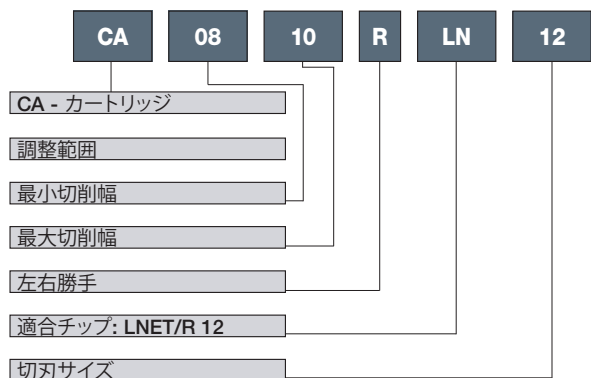 CA 08 10 R LN 12
CA - カートリッジ
調整範囲
最小切削幅
最大切削幅
左右勝手
適合チップ: LNET/R 12
切刃サイズ